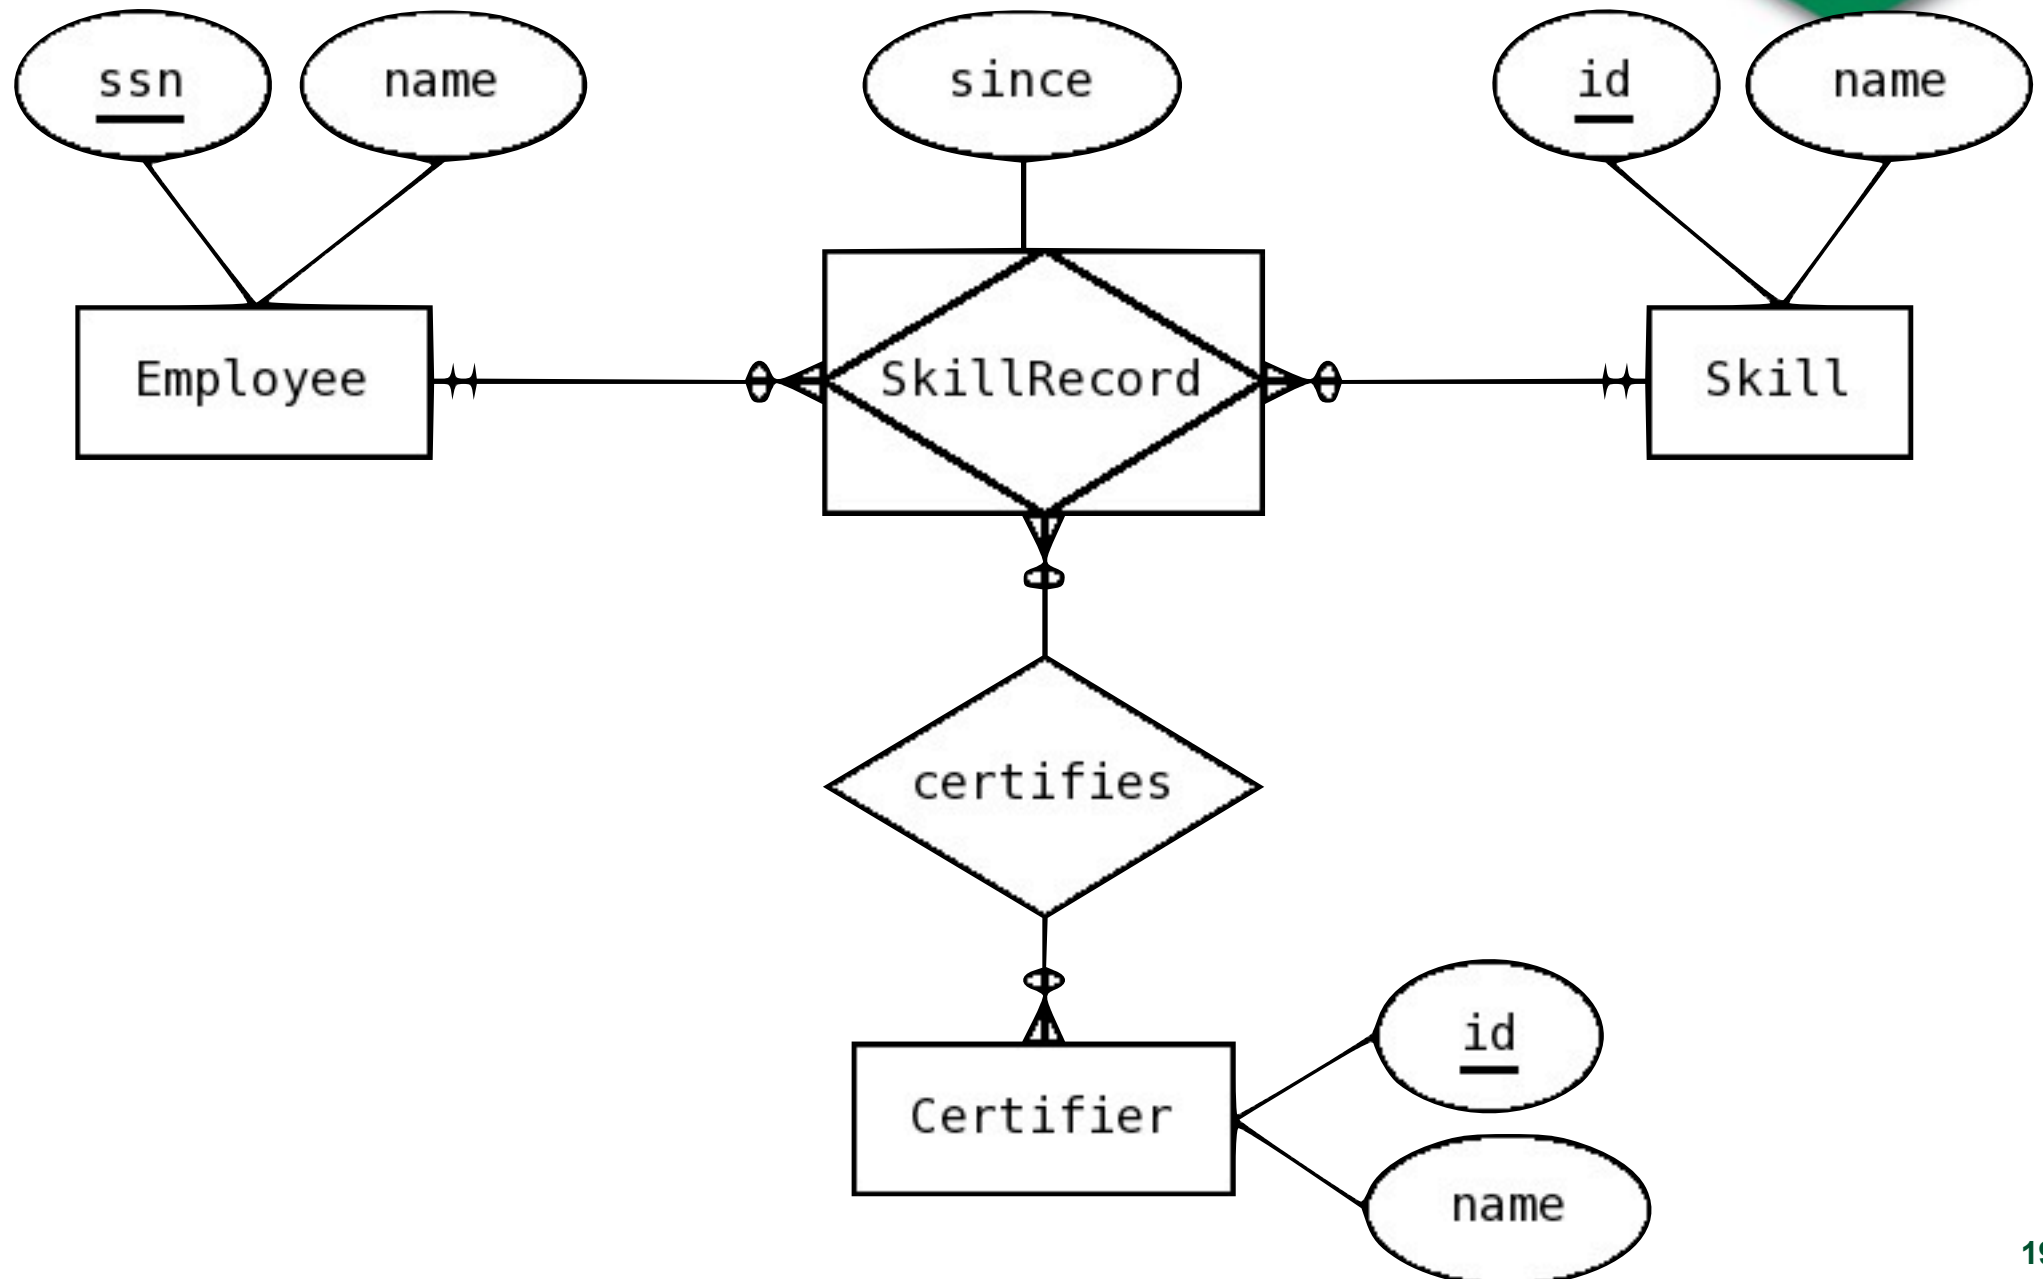 ssn
name
since
id
name
Employee
SkillRecord
Skill
certifies
id
Certifier
name